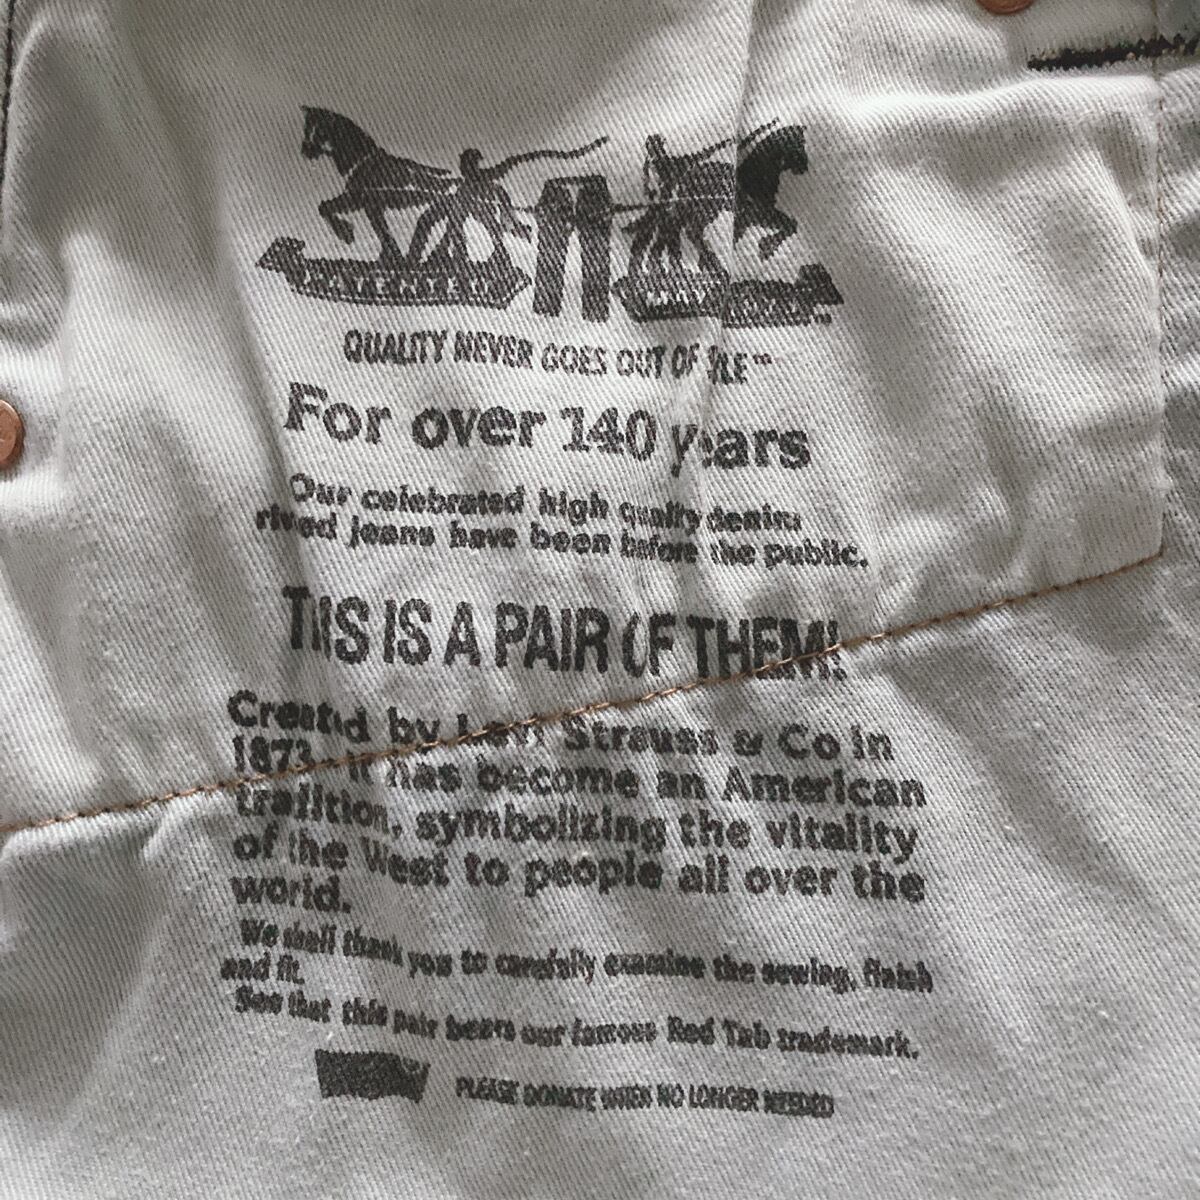 PATENTED MAY
QUALITY NEVER GOES OUT OF STYLE™
For over 140 years
Our celebrated high quality denim
riveted jeans have been before the public.
THIS IS A PAIR OF THEM!
Created by Levi Strauss & Co in
1873. It has become an American
tradition, symbolizing the vitality
of the West to people all over the
world.
We shall thank you to carefully examine the sewing, finish
and fit.
See that this pair bears our famous Red Tab trademark.
PLEASE DONATE WHEN NO LONGER NEEDED